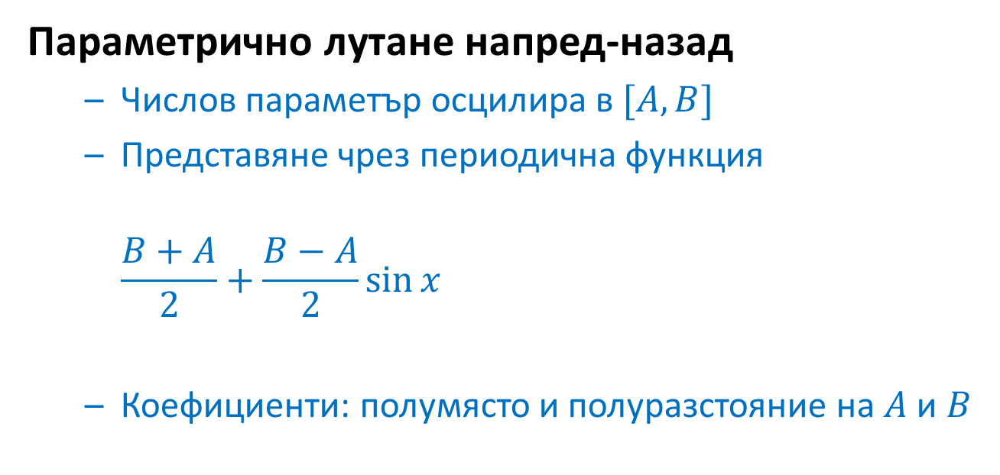 Параметрично лутане напред-назад
– Числов параметър осцилира в [A, B]
– Представяне чрез периодична функция
\frac{B + A}{2} + \frac{B − A}{2} sin x
– Коефициенти: полумясто и полуразстояние на A и B